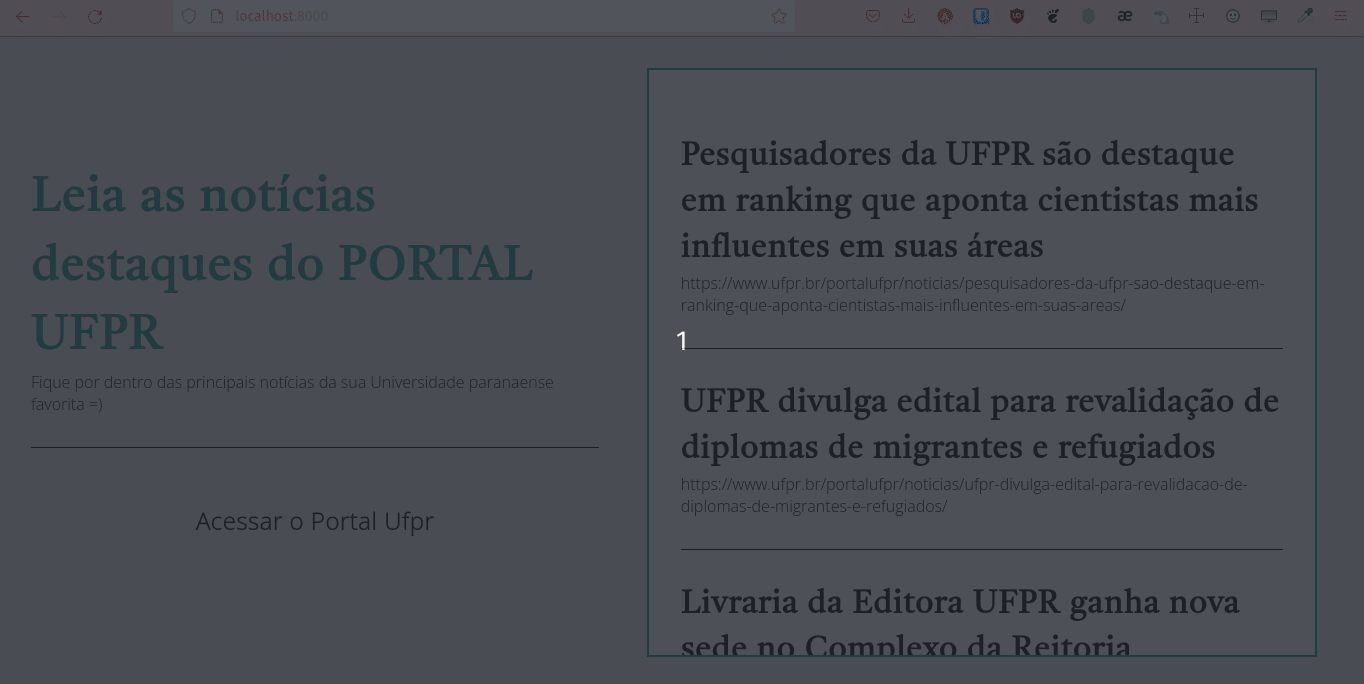 localhost:8000
Leia as notícias
destaques do PORTAL
UFPR
Fique por dentro das principais notícias da sua Universidade paranaense
favorita =)
Acessar o Portal Ufpr
Pesquisadores da UFPR são destaque
em ranking que aponta cientistas mais
influentes em suas áreas
https://www.ufpr.br/portalufpr/noticias/pesquisadores-da-ufpr-sao-destaque-em-
ranking-que-aponta-cientistas-mais-influentes-em-suas-areas/
1
UFPR divulga edital para revalidação de
diplomas de migrantes e refugiados
https://www.ufpr.br/portalufpr/noticias/ufpr-divulga-edital-para-revalidacao-de-
diplomas-de-migrantes-e-refugiados/
Livraria da Editora UFPR ganha nova
sede no Complexo da Reitoria